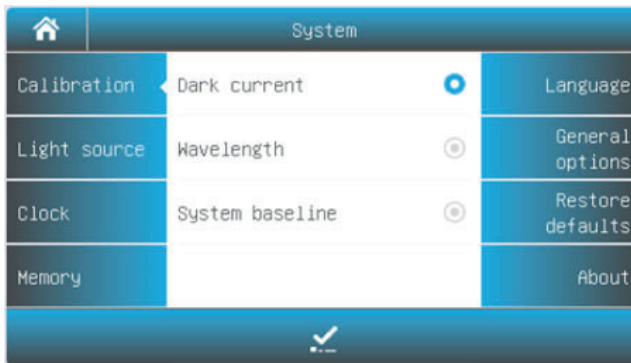 System
Calibration
Dark current
Language
Light source
Wavelength
General
options
Clock
System baseline
Restore
defaults
Memory
About